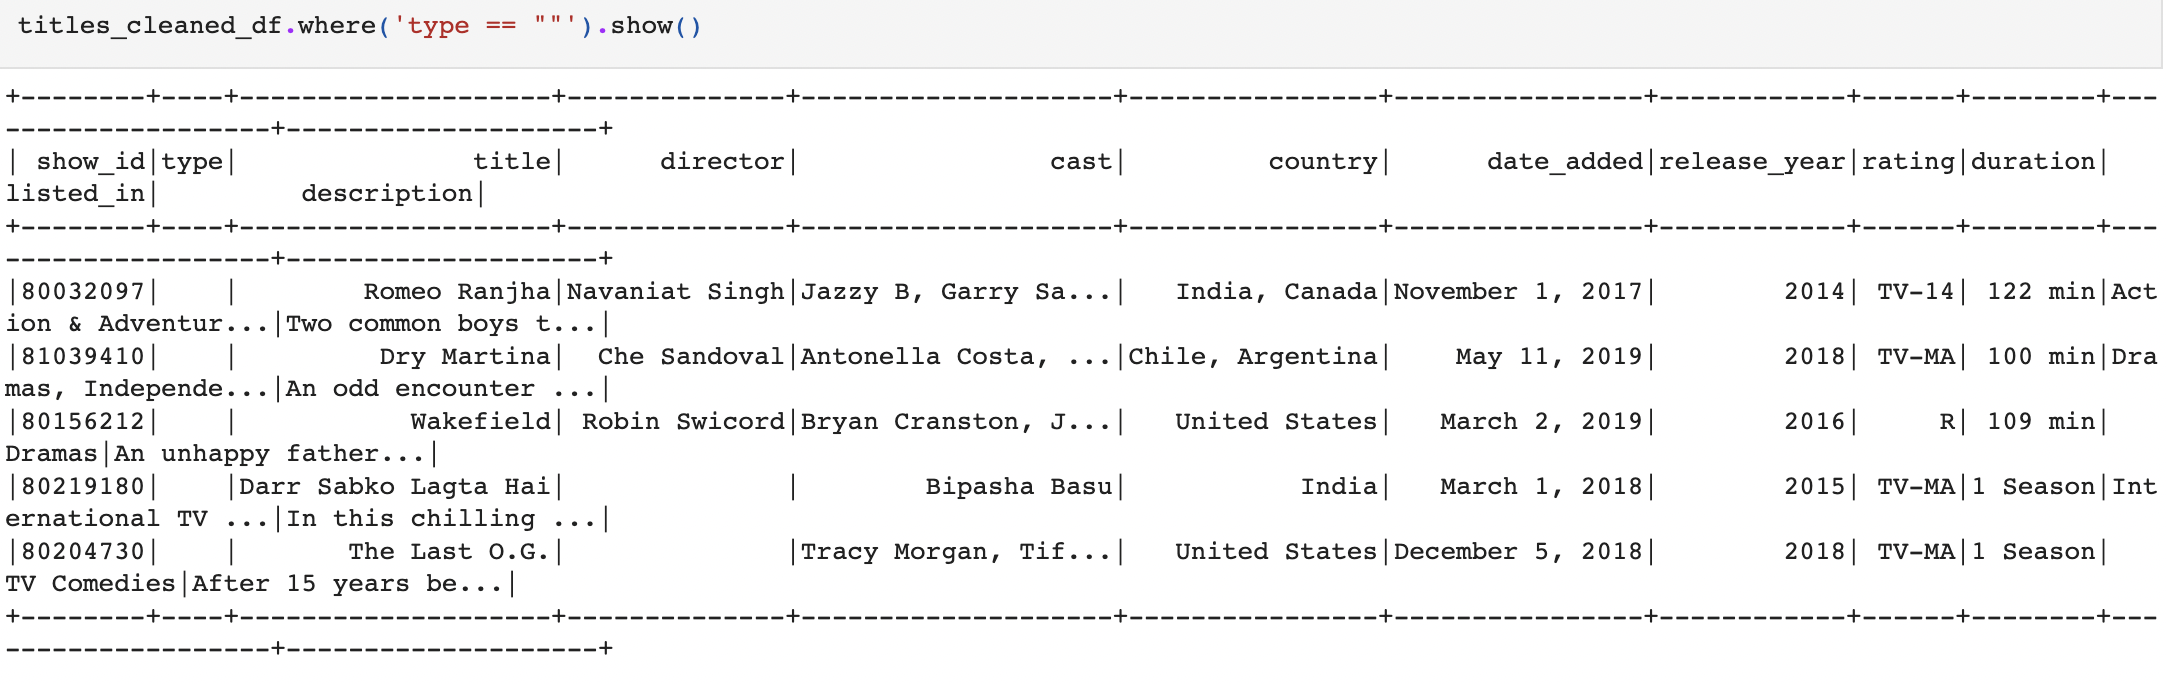 titles_cleaned_df.where('type == ""').show()
+--------+----+--------------------+--------------+--------------------+----------------+----------------+------------+------+--------+---
-----------------+--------------------+
| show_id|type|               title|      director|                cast|         country|      date_added|release_year|rating|duration|
listed_in|         description|
+--------+----+--------------------+--------------+--------------------+----------------+----------------+------------+------+--------+---
-----------------+--------------------+
|80032097|    |        Romeo Ranjha|Navaniat Singh|Jazzy B, Garry Sa...|   India, Canada|November 1, 2017|        2014| TV-14| 122 min|Act
ion & Adventur...|Two common boys t...|
|81039410|    |         Dry Martina|  Che Sandoval|Antonella Costa, ...|Chile, Argentina|    May 11, 2019|        2018| TV-MA| 100 min|Dra
mas, Independe...|An odd encounter ...|
|80156212|    |           Wakefield| Robin Swicord|Bryan Cranston, J...|   United States|   March 2, 2019|        2016|     R| 109 min|
Dramas|An unhappy father...|
|80219180|    |Darr Sabko Lagta Hai|              |        Bipasha Basu|           India|   March 1, 2018|        2015| TV-MA|1 Season|Int
ernational TV ...|In this chilling ...|
|80204730|    |       The Last O.G.|              |Tracy Morgan, Tif...|   United States|December 5, 2018|        2018| TV-MA|1 Season|
TV Comedies|After 15 years be...|
+--------+----+--------------------+--------------+--------------------+----------------+----------------+------------+------+--------+---
-----------------+--------------------+